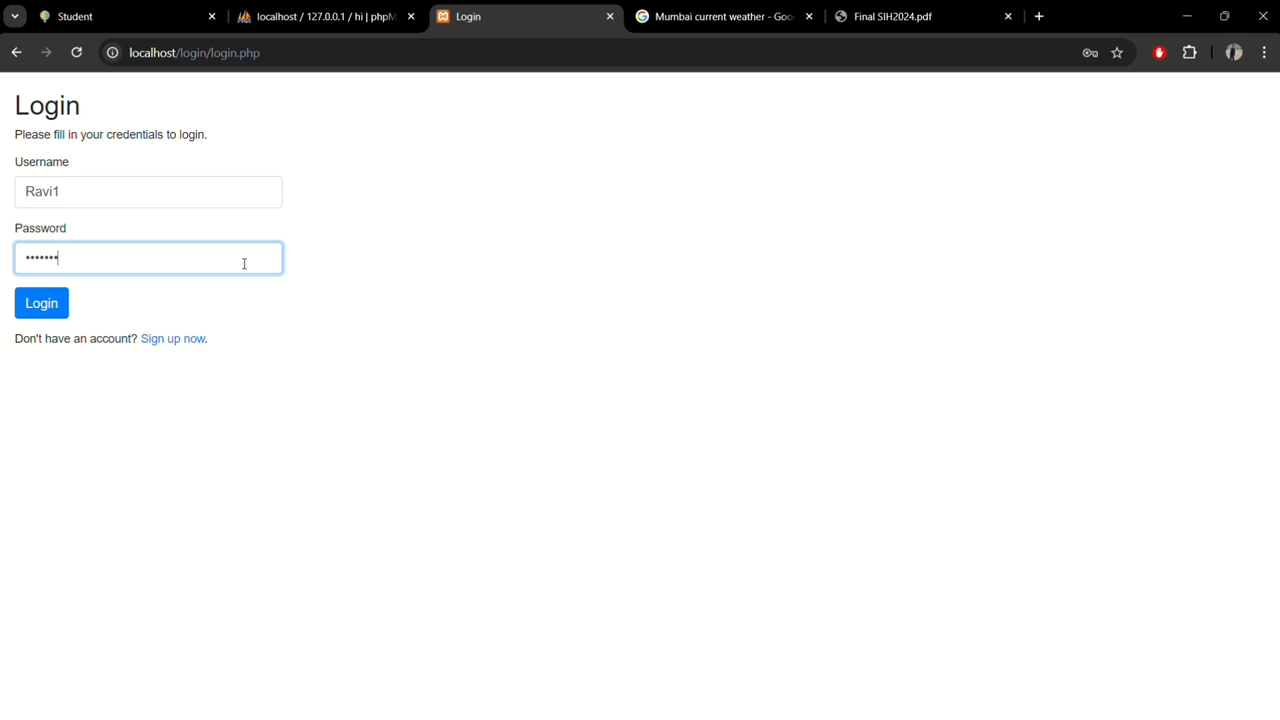 Student
localhost / 127.0.0.1 / hi | phpM
Login
Mumbai current weather - Goo
Final SIH2024.pdf
localhost/login/login.php
Login
Please fill in your credentials to login.
Username
Ravi1
Password
•••••••
Login
Don't have an account? Sign up now.